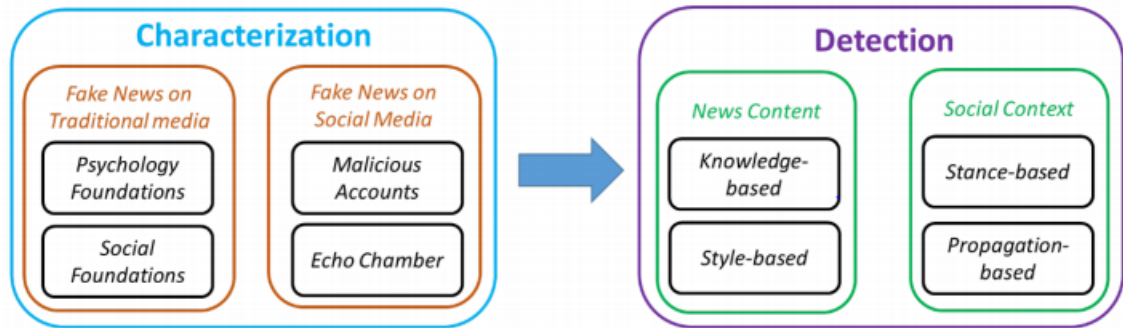 Characterization
Fake News on
Traditional media
Psychology
Foundations
Social
Foundations
Fake News on
Social Media
Malicious
Accounts
Echo Chamber
Detection
News Content
Knowledge-
based
Style-based
Social Context
Stance-based
Propagation-
based